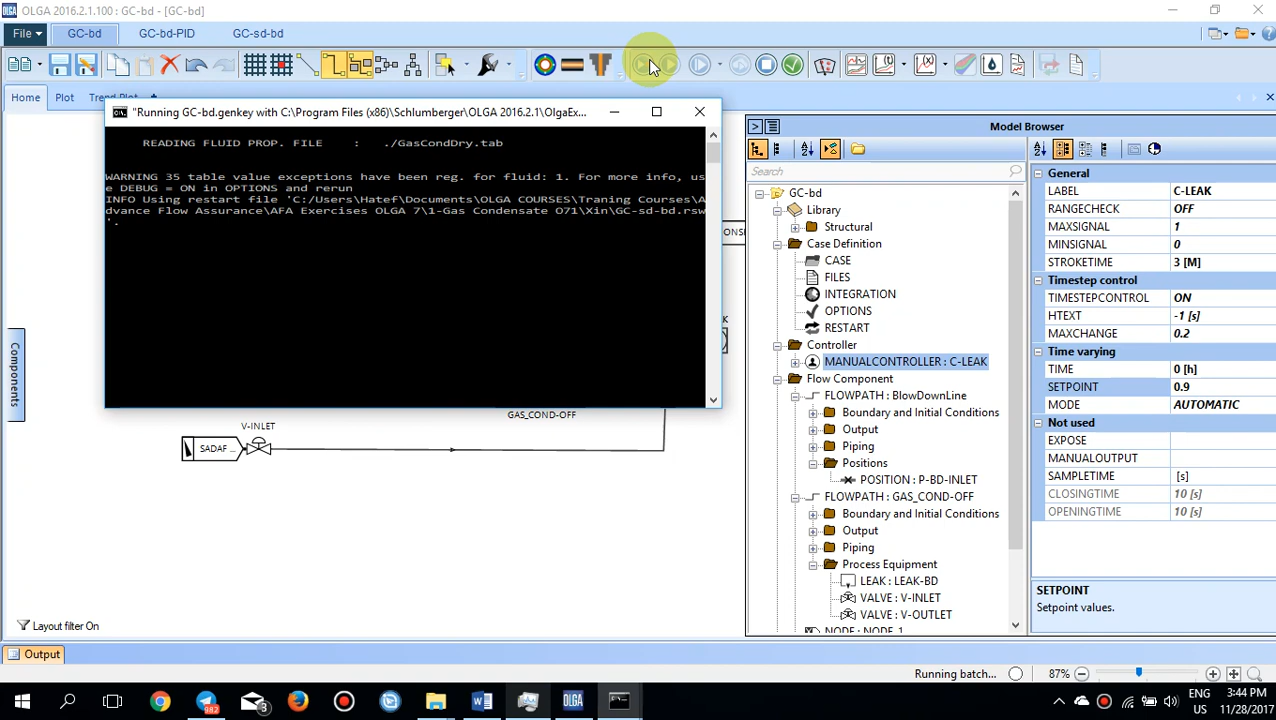 OLGA 2016.2.1.100 : GC-bd - [GC-bd]
File
GC-bd
GC-bd-PID
GC-sd-bd
Home
Plot
Trend Plot
"Running GC-bd.genkey with C:\Program Files (x86)\Schlumberger\OLGA 2016.2.1\OlgaEx...
READING FLUID PROP. FILE : ./GasCondDry.tab
WARNING 35 table value exceptions have been reg. for fluid: 1. For more info, us
e DEBUG = ON in OPTIONS and rerun
INFO Using restart file 'C:/Users\Hatef\Documents\OLGA COURSES\Traning Courses\A
dvance Flow Assurance\AFA Exercises OLGA 7\1-Gas Condensate O71\Xin\GC-sd-bd.rsw
' .
Components
GAS_COND-OFF
V-INLET
SADAF ...
Layout filter On
Output
Model Browser
Search
GC-bd
Library
Structural
Case Definition
CASE
FILES
INTEGRATION
OPTIONS
RESTART
Controller
MANUALCONTROLLER : C-LEAK
Flow Component
FLOWPATH : BlowDownLine
Boundary and Initial Conditions
Output
Piping
Positions
POSITION : P-BD-INLET
FLOWPATH : GAS_COND-OFF
Boundary and Initial Conditions
Output
Piping
Process Equipment
LEAK : LEAK-BD
VALVE : V-INLET
VALVE : V-OUTLET
NODE : NODE_1
General
LABEL C-LEAK
RANGECHECK OFF
MAXSIGNAL 1
MINSIGNAL 0
STROKETIME 3 [M]
Timestep control
TIMESTEPCONTROL ON
HTEXT -1 [s]
MAXCHANGE 0.2
Time varying
TIME 0 [h]
SETPOINT 0.9
MODE AUTOMATIC
Not used
EXPOSE
MANUALOUTPUT
SAMPLETIME [s]
CLOSINGTIME 10 [s]
OPENINGTIME 10 [s]
SETPOINT
Setpoint values.
Running batch...
87%
982
3
ENG
US
3:44 PM
11/28/2017